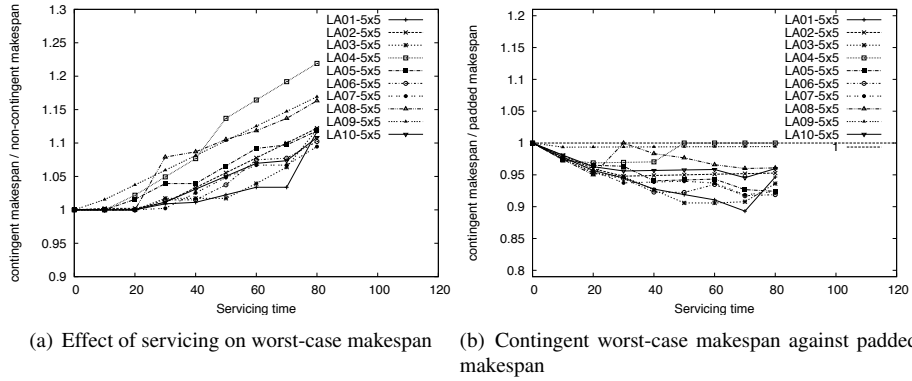 1.3
1.25
1.2
1.15
1.1
1.05
1
0.95
0.9
contingent makespan / non-contingent makespan
0
20
40
60
80
100
120
Servicing time
LA01-5x5
LA02-5x5
LA03-5x5
LA04-5x5
LA05-5x5
LA06-5x5
LA07-5x5
LA08-5x5
LA09-5x5
LA10-5x5
(a) Effect of servicing on worst-case makespan
1.2
1.15
1.1
1.05
1
0.95
0.9
0.85
0.8
contingent makespan / padded makespan
0
20
40
60
80
100
120
Servicing time
LA01-5x5
LA02-5x5
LA03-5x5
LA04-5x5
LA05-5x5
LA06-5x5
LA07-5x5
LA08-5x5
LA09-5x5
LA10-5x5
1
(b) Contingent worst-case makespan against padded
makespan